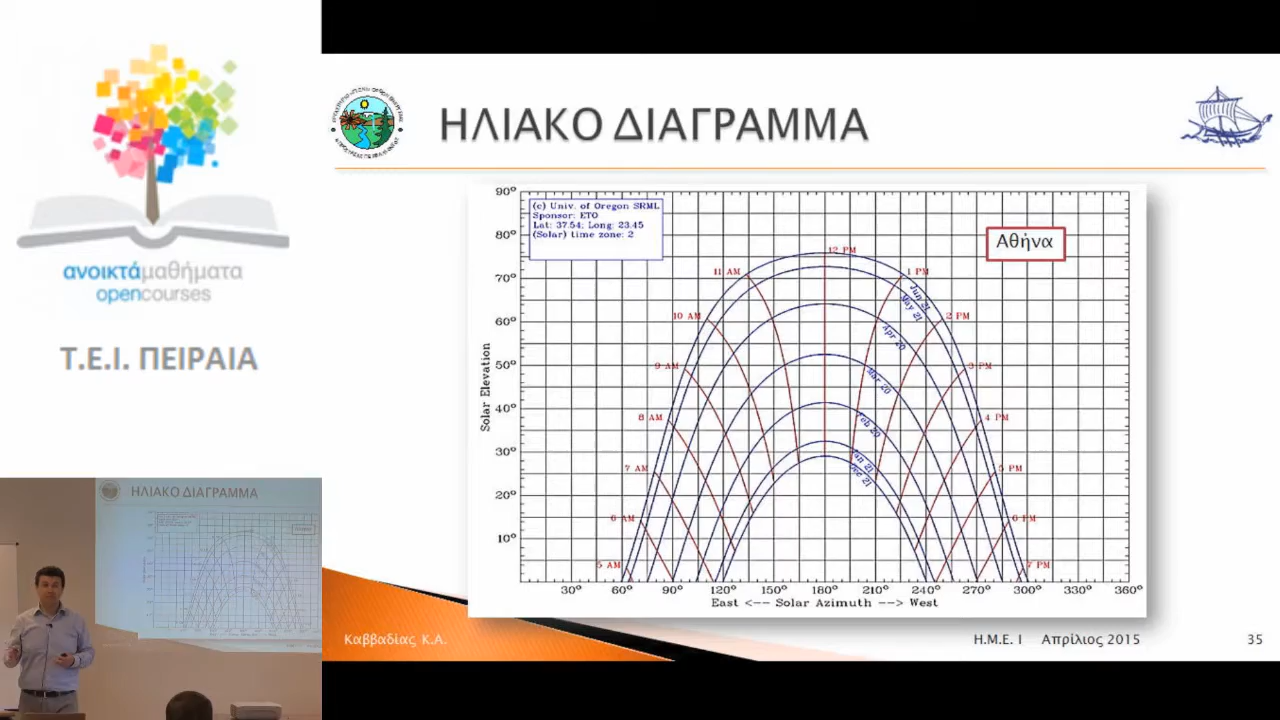 ανοικτάμαθήματα
opencourses
Τ.Ε.Ι. ΠΕΙΡΑΙΑ
ΗΛΙΑΚΟ ΔΙΑΓΡΑΜΜΑ
(c) Univ. of Oregon SRML
Sponsor: ETO
Lat: 37.54; Long: 23.45
(Solar) time zone: 2
Αθήνα
90°
80°
70°
60°
50°
40°
30°
20°
10°
Solar Elevation
12 PM
11 AM
1 PM
10 AM
2 PM
9 AM
3 PM
8 AM
4 PM
7 AM
5 PM
6 AM
6 PM
5 AM
7 PM
Jun 21
May 21
Apr 20
Mar 20
Feb 20
Jan 21
Dec 21
30° 60° 90° 120° 150° 180° 210° 240° 270° 300° 330° 360°
East <-- Solar Azimuth --> West
Καββαδίας Κ.Α.
Η.Μ.Ε. Ι Απρίλιος 2015
35
ΗΛΙΑΚΟ ΔΙΑΓΡΑΜΜΑ